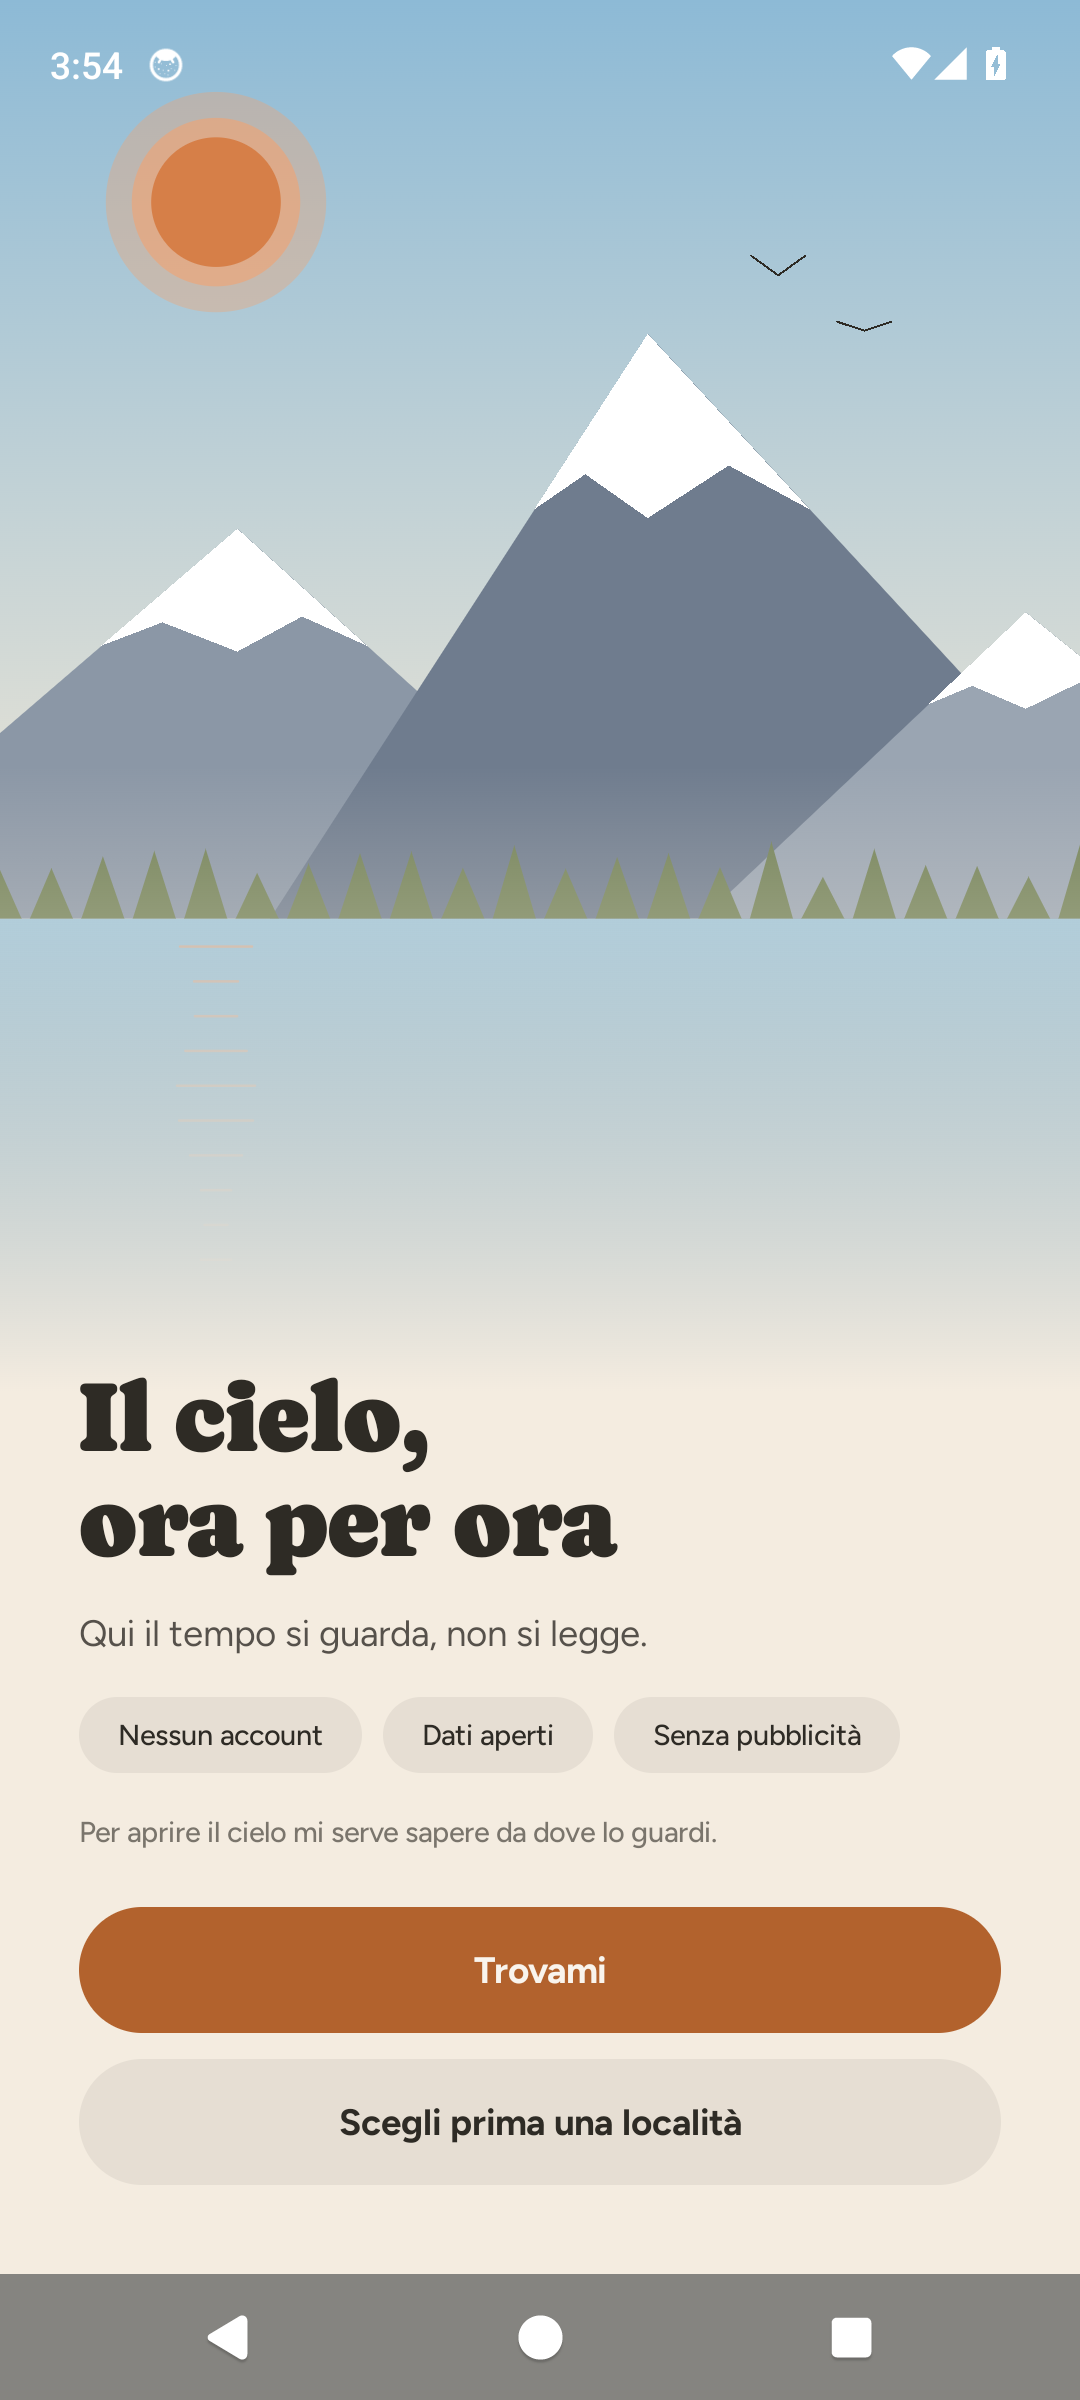 3:54
Il cielo,
ora per ora
Qui il tempo si guarda, non si legge.
Nessun account
Dati aperti
Senza pubblicità
Per aprire il cielo mi serve sapere da dove lo guardi.
Trovami
Scegli prima una località